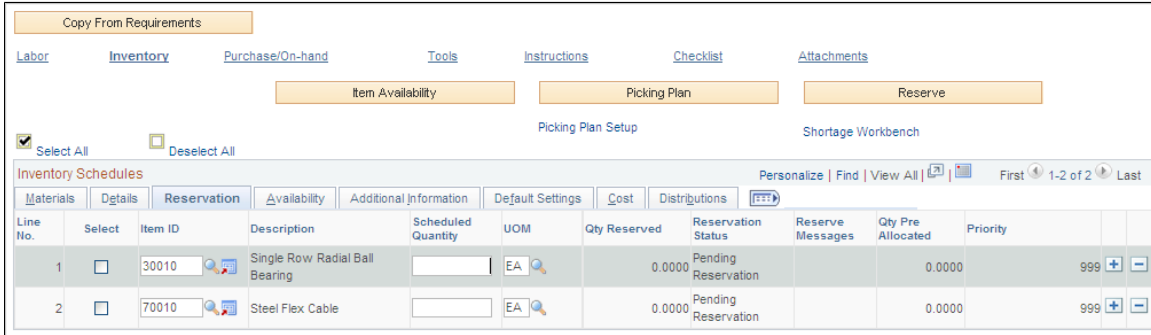 Copy From Requirements
Labor Inventory Purchase/On-hand Tools Instructions Checklist Attachments
Item Availability Picking Plan Reserve
Picking Plan Setup Shortage Workbench
Select All Deselect All
Inventory Schedules Personalize | Find | View All | | First 1-2 of 2 Last
Materials Details Reservation Availability Additional Information Default Settings Cost Distributions
Line No. Select Item ID Description Scheduled Quantity UOM Qty Reserved Reservation Status Reserve Messages Qty Pre Allocated Priority
1 30010 Single Row Radial Ball Bearing EA 0.0000 Pending Reservation 0.0000 999
2 70010 Steel Flex Cable EA 0.0000 Pending Reservation 0.0000 999